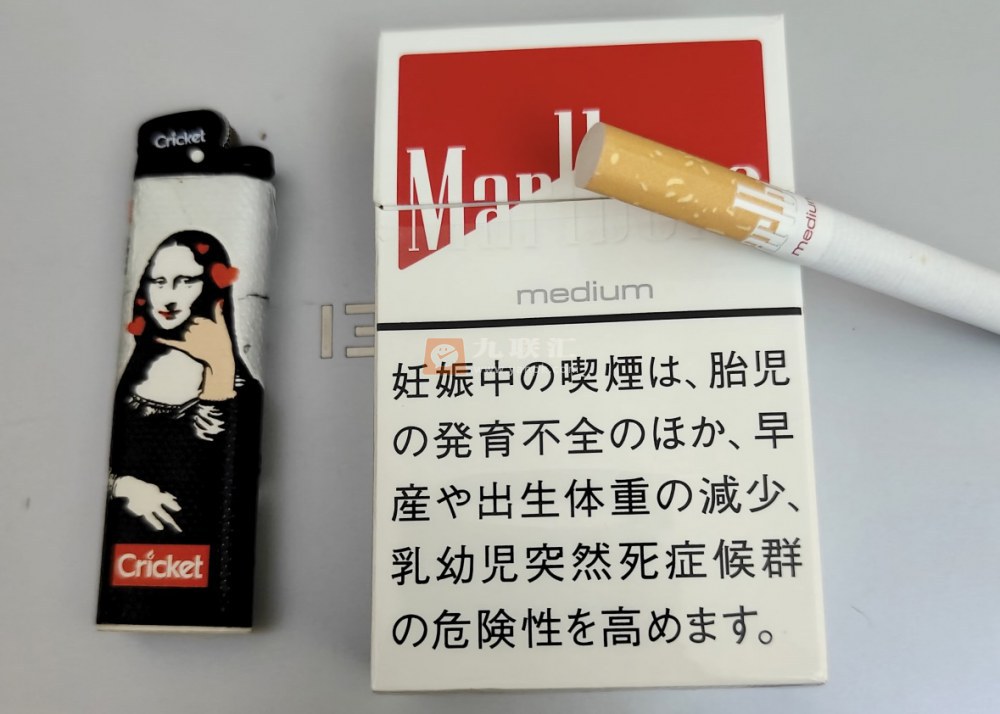 Cricket
Marlboro
medium
medium
妊娠中の喫煙は、胎児
の発育不全のほか、早
産や出生体重の減少、
乳幼児突然死症候群
の危険性を高めます。
Cricket
九联汇